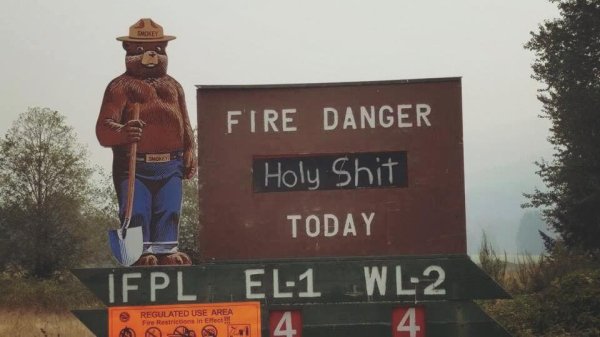 SMOKEY
FIRE DANGER
Holy Shit
SMOKEY
TODAY
IFPL EL-1 WL-2
REGULATED USE AREA
Fire Restrictions in Effect!!!
4 4